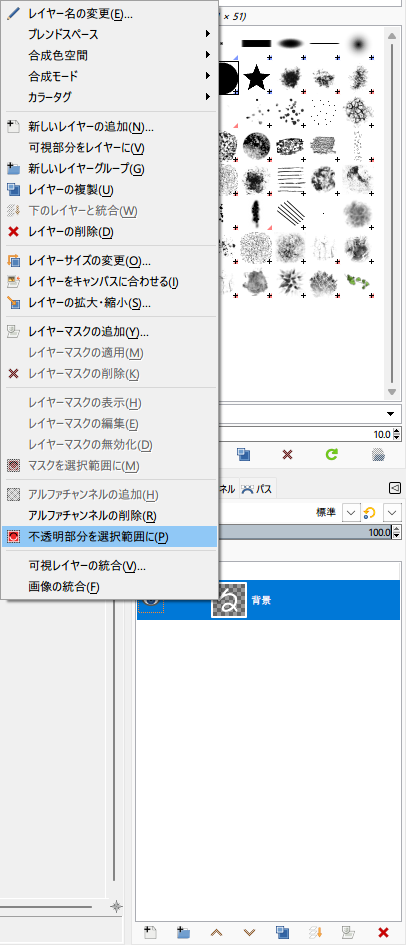 レイヤー名の変更(E)...
× 51)
ブレンドスペース
合成色空間
合成モード
カラータグ
新しいレイヤーの追加(N)...
可視部分をレイヤーに(V)
新しいレイヤーグループ(G)
レイヤーの複製(U)
下のレイヤーと統合(W)
レイヤーの削除(D)
レイヤーサイズの変更(O)...
レイヤーをキャンバスに合わせる(I)
レイヤーの拡大・縮小(S)...
レイヤーマスクの追加(Y)...
レイヤーマスクの適用(M)
レイヤーマスクの削除(K)
レイヤーマスクの表示(H)
レイヤーマスクの編集(E)
10.0
レイヤーマスクの無効化(D)
マスクを選択範囲に(M)
アルファチャンネルの追加(H)
ネル パス
アルファチャンネルの削除(R)
標準
不透明部分を選択範囲に(P)
100.0
可視レイヤーの統合(V)...
画像の統合(F)
背景